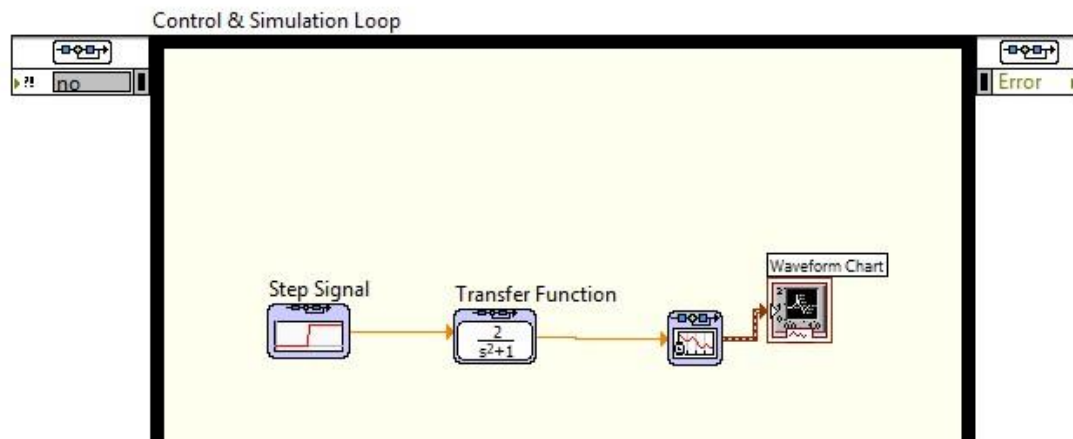 Control & Simulation Loop
?! no
Error
Waveform Chart
Step Signal
Transfer Function
2
s²+1